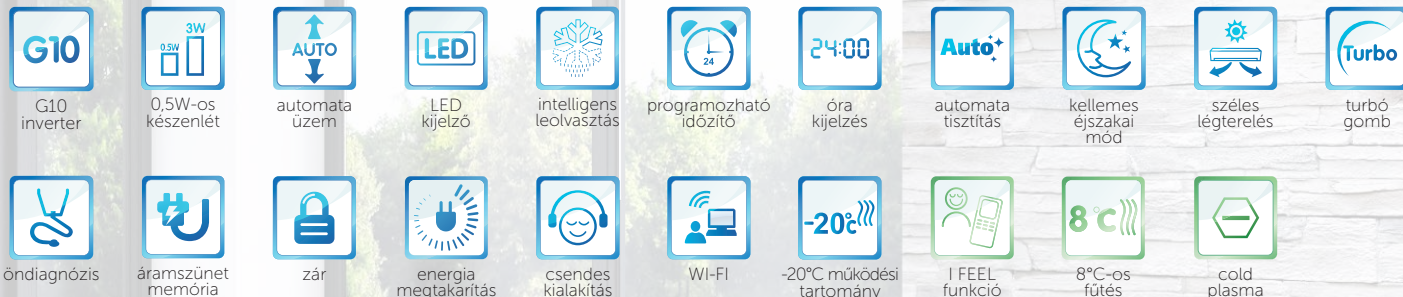 G10
3W
0.5W
AUTO
LED
24
24:00
Auto
Turbo
G10
inverter
0,5W-os
készenlét
automata
üzem
LED
kijelző
intelligens
leolvasztás
programozható
időzítő
óra
kijelzés
automata
tisztítás
kellemes
éjszakai
mód
széles
légterelés
turbó
gomb
-20°C
8°C
öndiagnózis
áramszünet
memória
zár
energia
megtakarítás
csendes
kialakítás
WI-FI
-20°C működési
tartomány
I FEEL
funkció
8°C-os
fűtés
cold
plasma